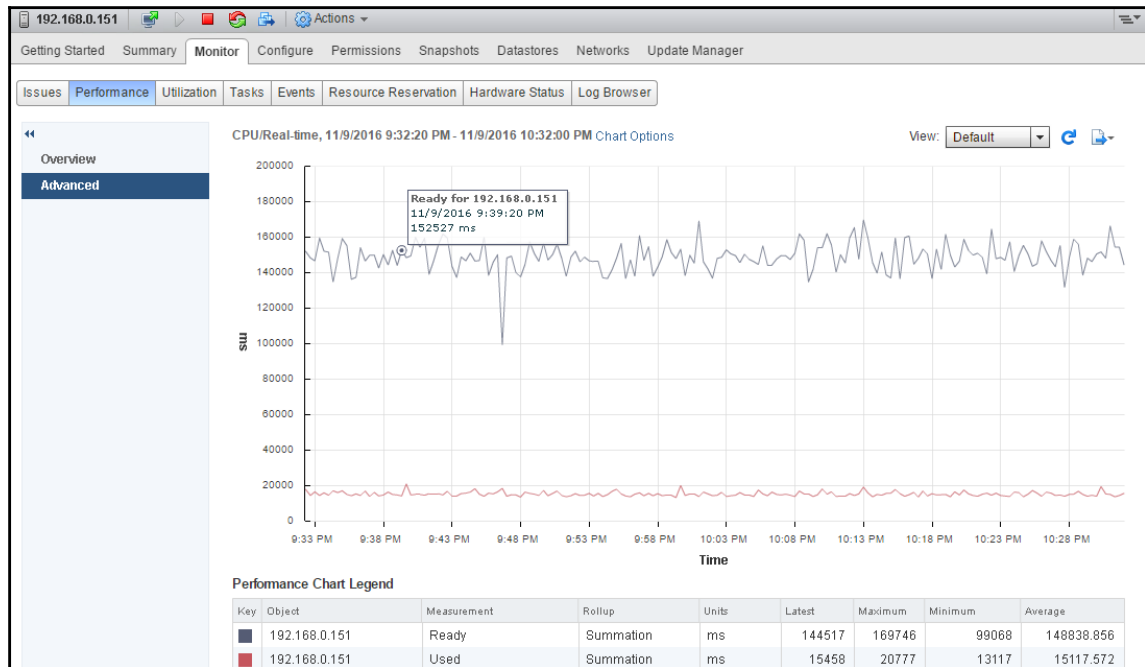 192.168.0.151 Actions
Getting Started Summary Monitor Configure Permissions Snapshots Datastores Networks Update Manager
Issues Performance Utilization Tasks Events Resource Reservation Hardware Status Log Browser
Overview
Advanced
CPU/Real-time, 11/9/2016 9:32:20 PM - 11/9/2016 10:32:00 PM Chart Options
View: Default
200000
180000
160000
140000
120000
100000
80000
60000
40000
20000
0
ms
Ready for 192.168.0.151
11/9/2016 9:39:20 PM
152527 ms
9:33 PM 9:38 PM 9:43 PM 9:48 PM 9:53 PM 9:58 PM 10:03 PM 10:08 PM 10:13 PM 10:18 PM 10:23 PM 10:28 PM
Time
Performance Chart Legend
Key Object Measurement Rollup Units Latest Maximum Minimum Average
192.168.0.151 Ready Summation ms 144517 169746 99068 148838.856
192.168.0.151 Used Summation ms 15458 20777 13117 15117.572